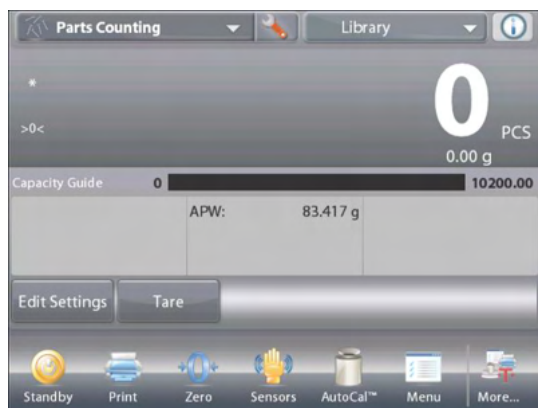 Parts Counting
Library
*
0
>0<
PCS
0.00 g
Capacity Guide 0 10200.00
APW: 83.417 g
Edit Settings Tare
Standby Print Zero Sensors AutoCal™ Menu More...